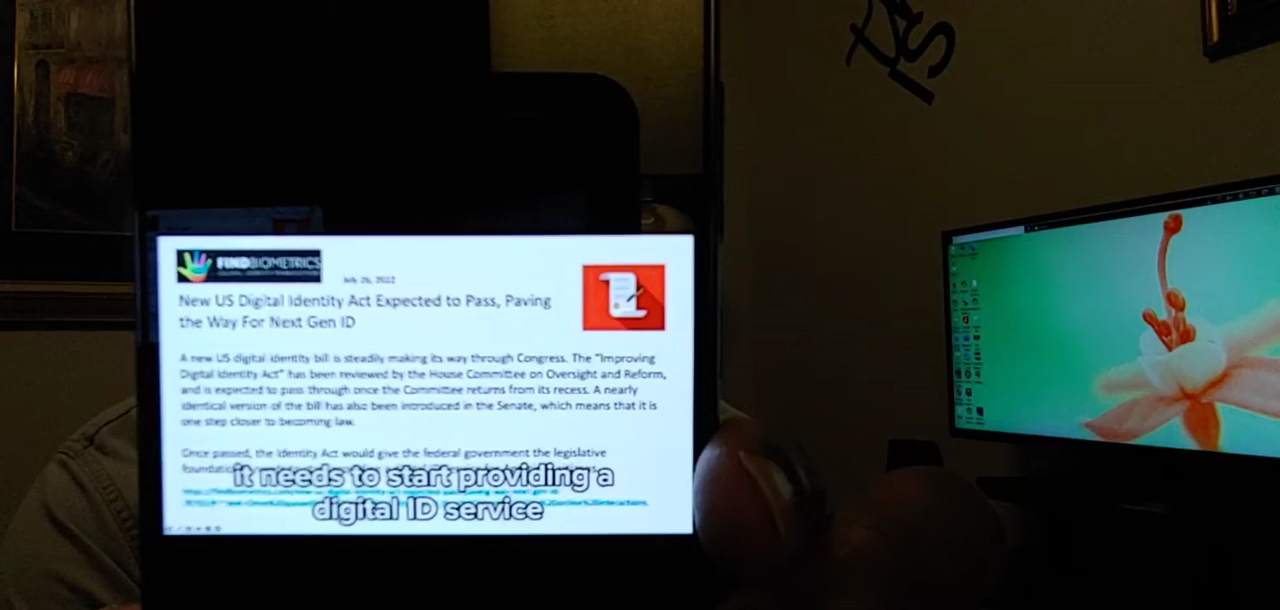 FINDBIOMETRICS
July 26, 2022
New US Digital Identity Act Expected to Pass, Paving
the Way For Next Gen ID
A new US digital identity bill is steadily making its way through Congress. The "Improving
Digital Identity Act" has been reviewed by the House Committee on Oversight and Reform,
and is expected to pass through once the Committee returns from its recess. A nearly
identical version of the bill has also been introduced in the Senate, which means that it is
one step closer to becoming law.
Once passed, the Identity Act would give the federal government the legislative
it needs to start providing a
digital ID service